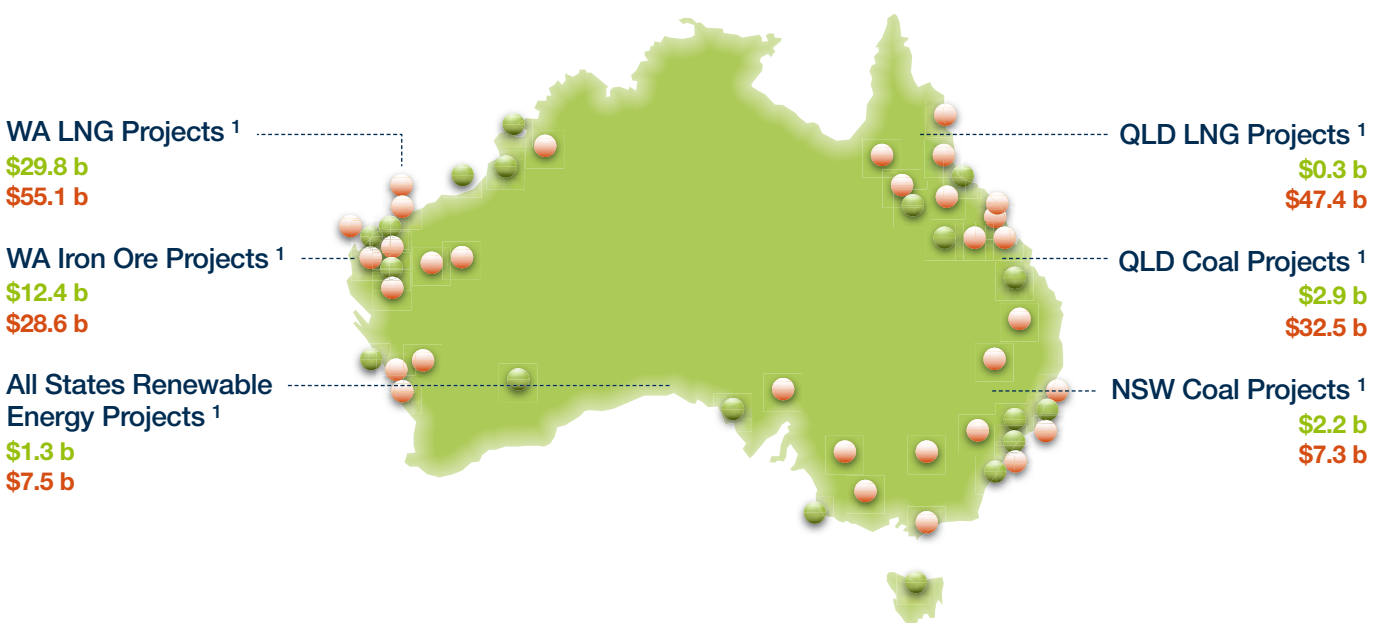 WA LNG Projects 1
$29.8 b
$55.1 b
WA Iron Ore Projects 1
$12.4 b
$28.6 b
All States Renewable
Energy Projects 1
$1.3 b
$7.5 b
QLD LNG Projects 1
$0.3 b
$47.4 b
QLD Coal Projects 1
$2.9 b
$32.5 b
NSW Coal Projects 1
$2.2 b
$7.3 b